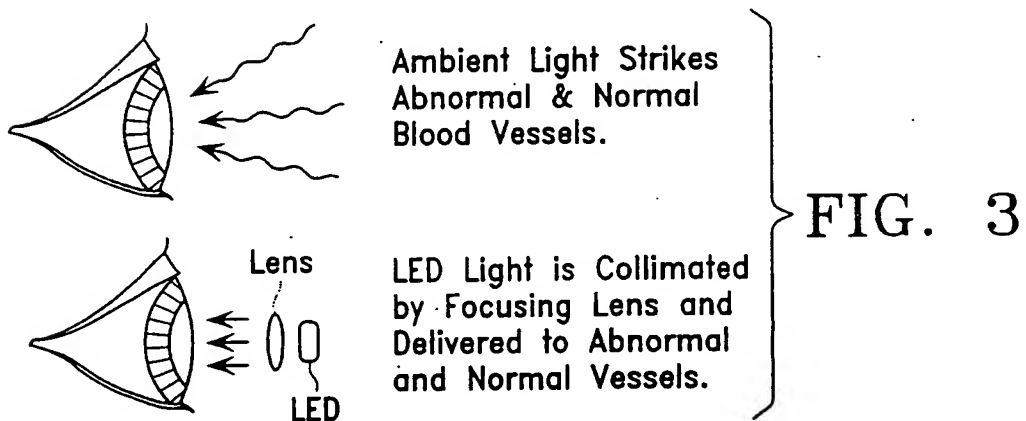 Ambient Light Strikes
Abnormal & Normal
Blood Vessels.
Lens
LED
LED Light is Collimated
by Focusing Lens and
Delivered to Abnormal
and Normal Vessels.
FIG. 3